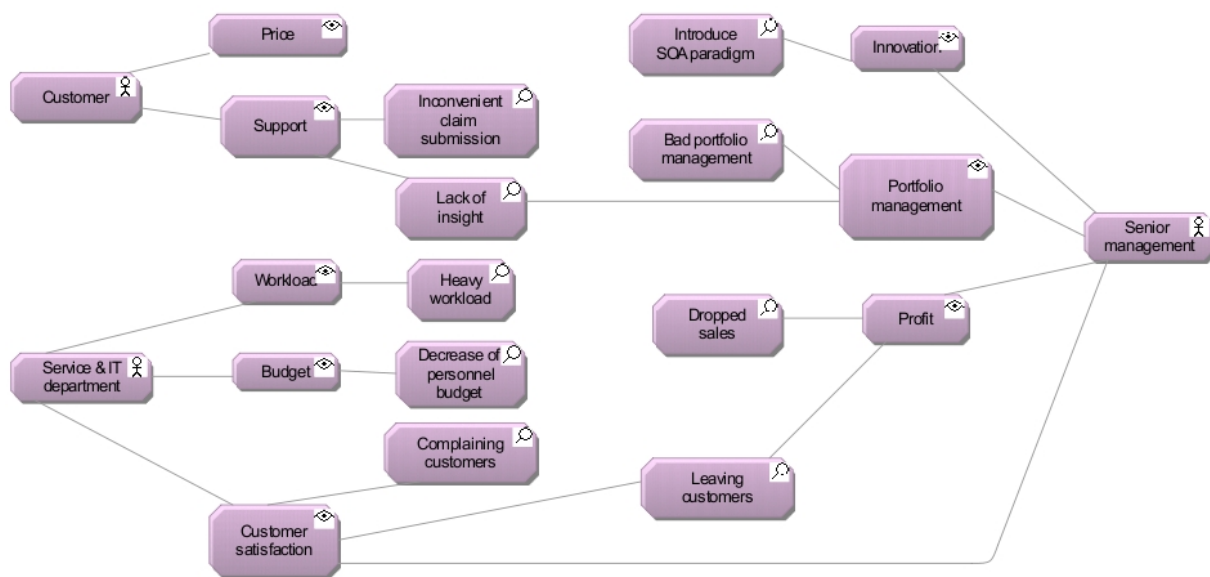 Price
Customer
Support
Inconvenient
claim
submission
Lack of
insight
Introduce
SOA paradigm
Innovation
Bad portfolio
management
Portfolio
management
Senior
management
Workload
Heavy
workload
Dropped
sales
Profit
Service & IT
department
Budget
Decrease of
personnel
budget
Complaining
customers
Leaving
customers
Customer
satisfaction